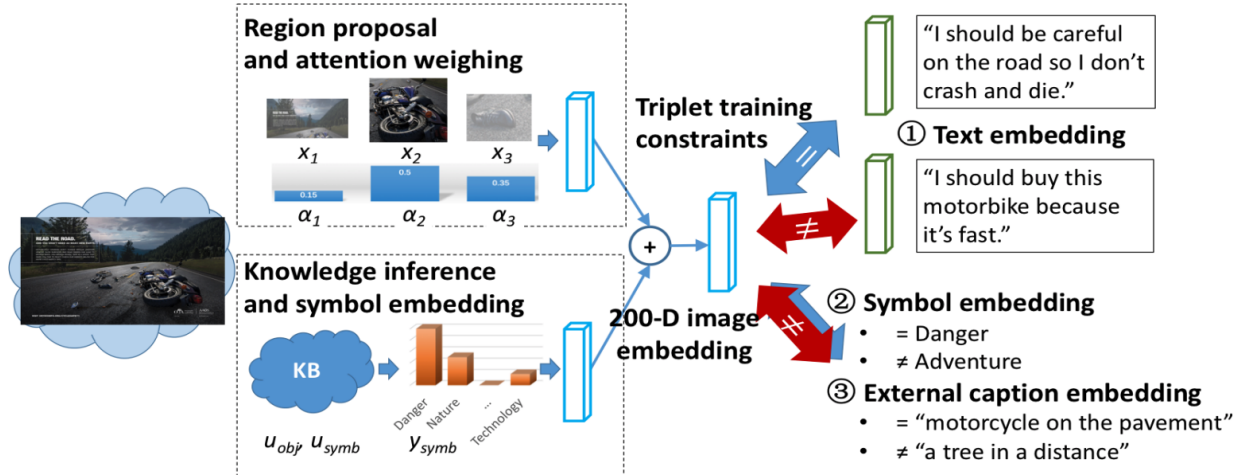 Region proposal
and attention weighing
x1
x2
x3
0.15
0.5
0.35
α1
α2
α3
READ THE ROAD.
Knowledge inference
and symbol embedding
KB
Danger
Nature
...
Technology
uobj, usymb
ysymb
+
Triplet training
constraints
200-D image
embedding
=
≠
≠
"I should be careful
on the road so I don't
crash and die."
① Text embedding
"I should buy this
motorbike because
it's fast."
② Symbol embedding
• = Danger
• ≠ Adventure
③ External caption embedding
• = "motorcycle on the pavement"
• ≠ "a tree in a distance"